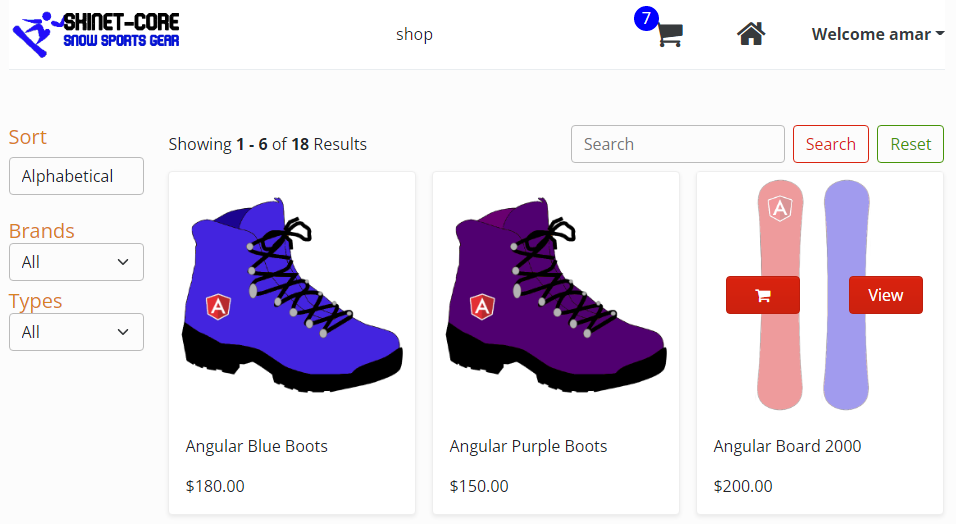 SKINET-CORE
SNOW SPORTS GEAR
shop
7
Welcome amar
Sort
Alphabetical
Brands
All
Types
All
Showing 1 - 6 of 18 Results
Search
Search
Reset
A
Angular Blue Boots
$180.00
A
Angular Purple Boots
$150.00
A
View
Angular Board 2000
$200.00